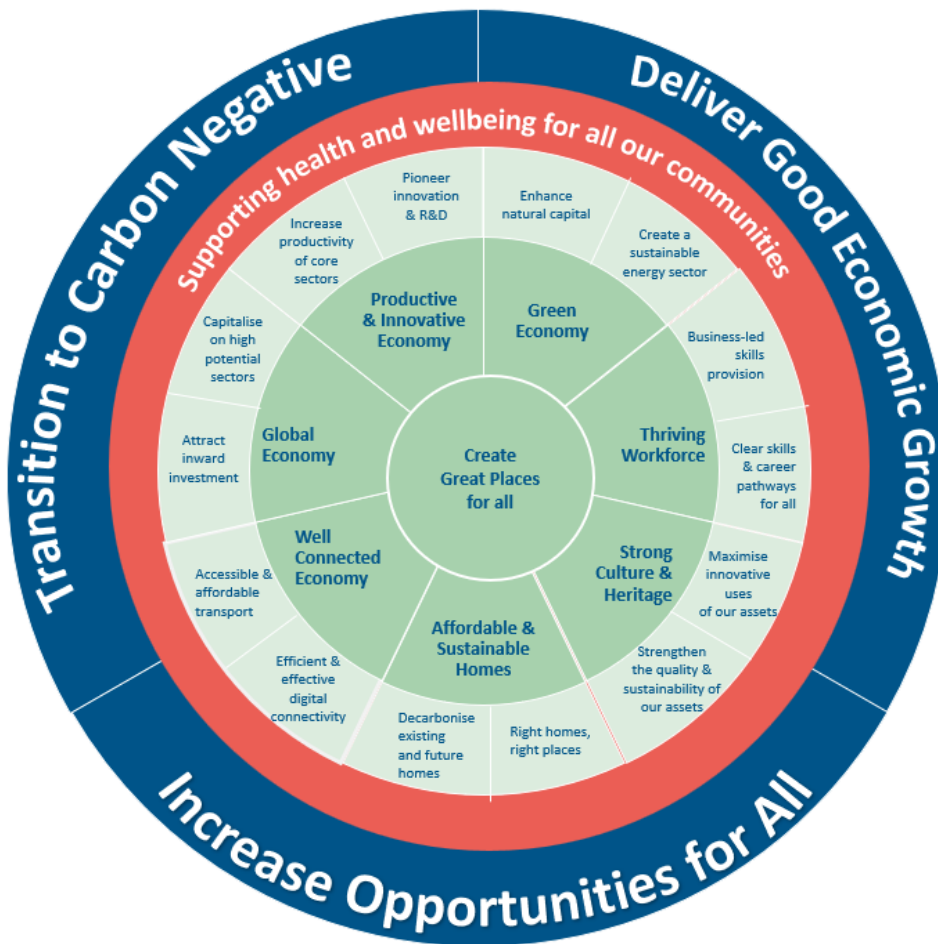 Transition to Carbon Negative
Deliver Good Economic Growth
Increase Opportunities for All
Supporting health and wellbeing for all our communities
Pioneer
innovation
& R&D
Enhance
natural capital
Create a
sustainable
energy sector
Business-led
skills
provision
Clear skills
& career
pathways
for all
Maximise
innovative
uses
of our assets
Strengthen
the quality &
sustainability of
our assets
Right homes,
right places
Decarbonise
existing
and future
homes
Efficient &
effective
digital
connectivity
Accessible &
affordable
transport
Attract
inward
investment
Capitalise
on high
potential
sectors
Increase
productivity
of core
sectors
Productive
& Innovative
Economy
Green
Economy
Thriving
Workforce
Strong
Culture &
Heritage
Affordable &
Sustainable
Homes
Well
Connected
Economy
Global
Economy
Create
Great Places
for all